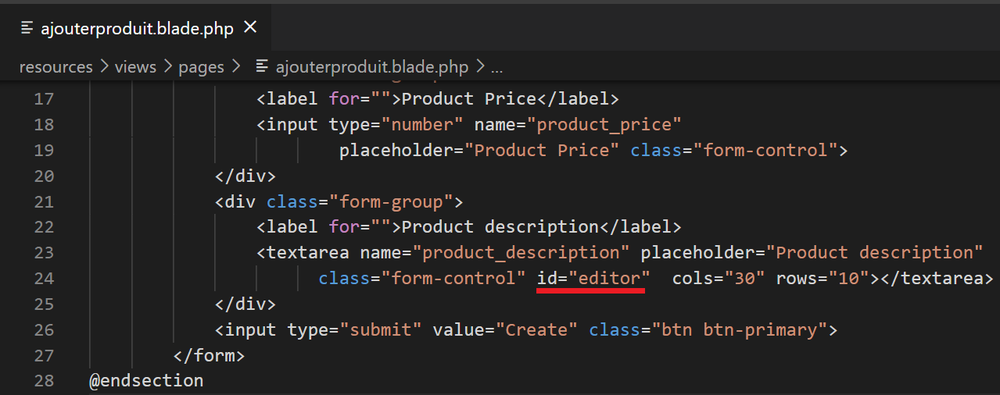 ajouterproduit.blade.php ×
resources > views > pages > ajouterproduit.blade.php > ...
17 <label for="">Product Price</label>
18 <input type="number" name="product_price"
19 placeholder="Product Price" class="form-control">
20 </div>
21 <div class="form-group">
22 <label for="">Product description</label>
23 <textarea name="product_description" placeholder="Product description"
24 class="form-control" id="editor"  cols="30" rows="10"></textarea>
25 </div>
26 <input type="submit" value="Create" class="btn btn-primary">
27 </form>
28 @endsection